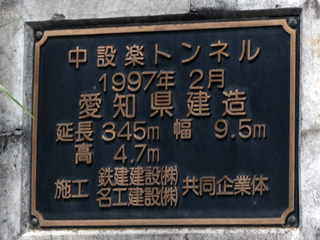 中設楽トンネル
1997年 2月
愛知県建造
延長 345m 幅 9.5m
高 4.7m
施工 鉄建建設㈱ 共同企業体
名工建設㈱